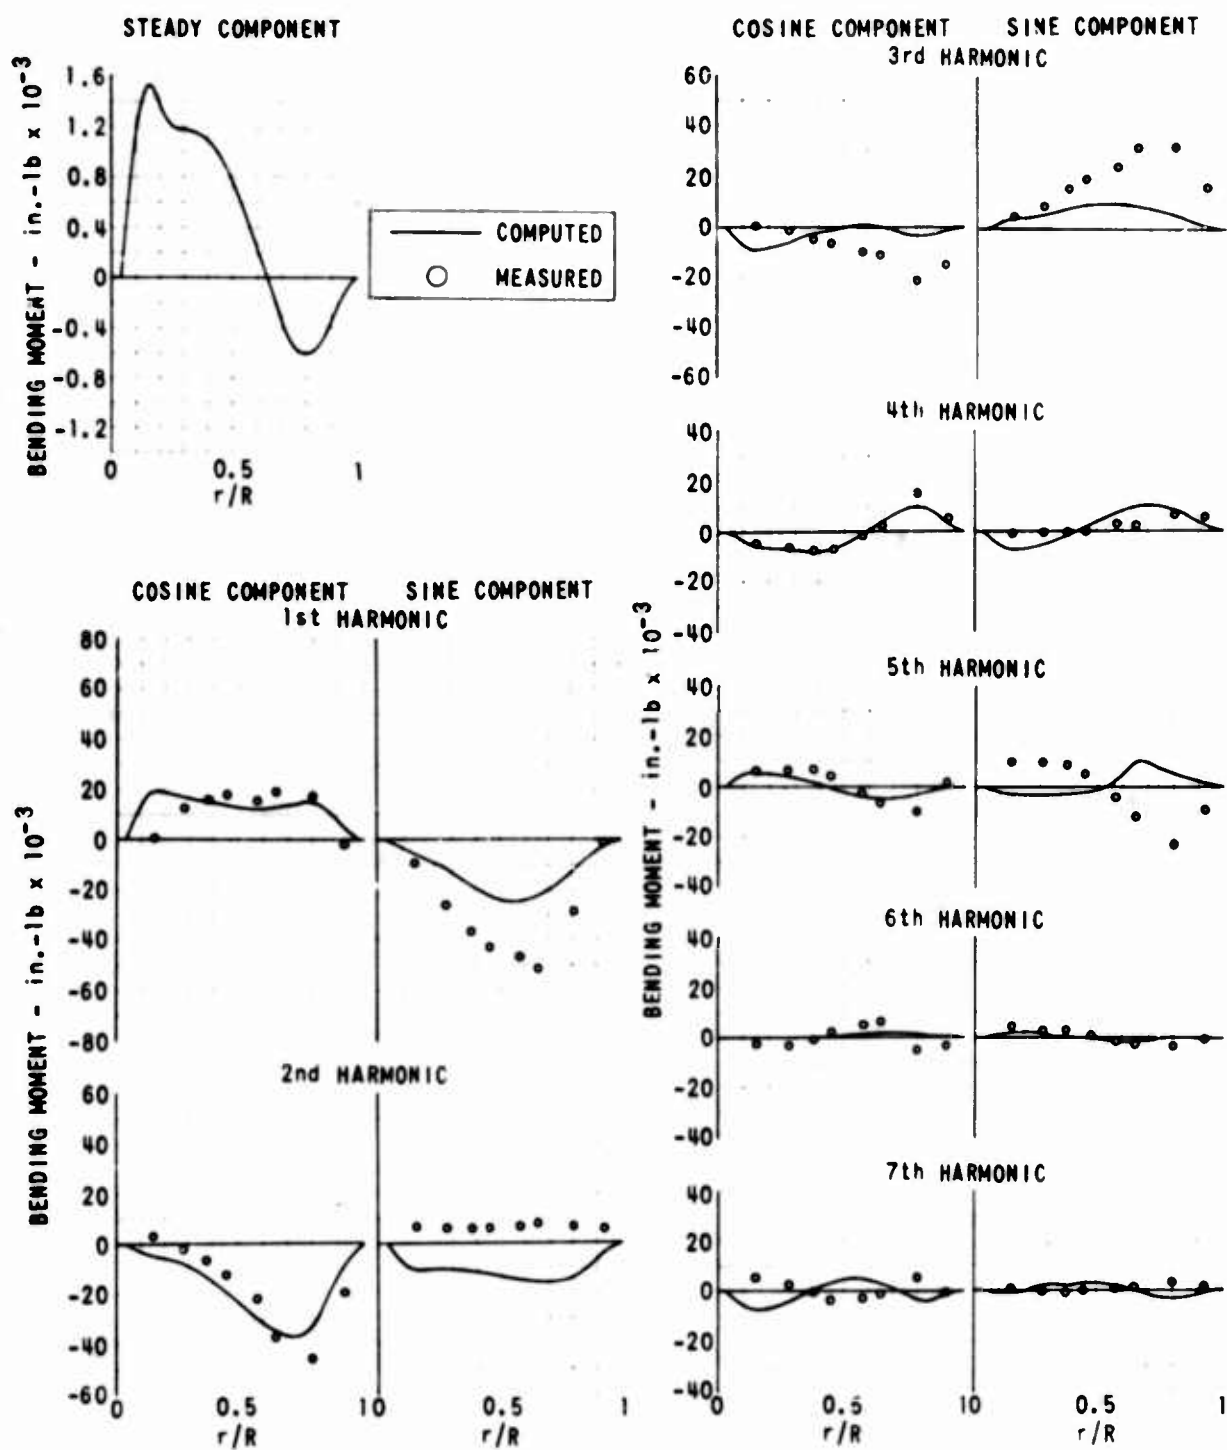 STEADY COMPONENT
BENDING MOMENT - in.-lb x 10-3
1.6
1.2
0.8
0.4
0
-0.4
-0.8
-1.2
0 0.5 1
r/R
COMPUTED
MEASURED
COSINE COMPONENT SINE COMPONENT
1st HARMONIC
BENDING MOMENT - in.-lb x 10-3
80
60
40
20
0
-20
-40
-60
-80
2nd HARMONIC
60
40
20
0
-20
-40
-60
0 0.5 10 0.5 1
r/R r/R
COSINE COMPONENT SINE COMPONENT
3rd HARMONIC
60
40
20
0
-20
-40
-60
BENDING MOMENT - in.-lb x 10-3
4th HARMONIC
40
20
0
-20
-40
5th HARMONIC
40
20
0
-20
-40
6th HARMONIC
40
20
0
-20
-40
7th HARMONIC
40
20
0
-20
-40
0 0.5 10 0.5 1
r/R r/R